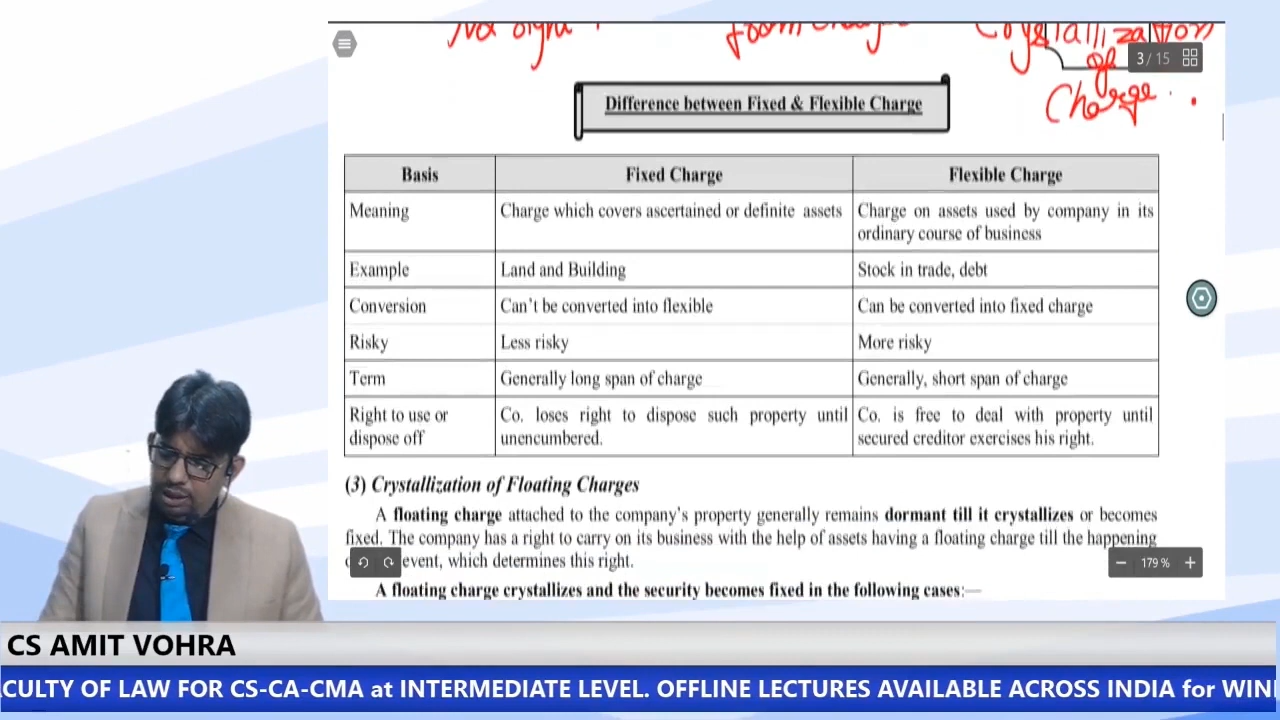 Crystallization
of
Charge
3 / 15
Difference between Fixed & Flexible Charge
Basis Fixed Charge Flexible Charge
Meaning Charge which covers ascertained or definite assets Charge on assets used by company in its
ordinary course of business
Example Land and Building Stock in trade, debt
Conversion Can't be converted into flexible Can be converted into fixed charge
Risky Less risky More risky
Term Generally long span of charge Generally, short span of charge
Right to use or Co. loses right to dispose such property until Co. is free to deal with property until
dispose off unencumbered. secured creditor exercises his right.
(3) Crystallization of Floating Charges
A floating charge attached to the company's property generally remains dormant till it crystallizes or becomes
fixed. The company has a right to carry on its business with the help of assets having a floating charge till the happening
event, which determines this right.
179 %
A floating charge crystallizes and the security becomes fixed in the following cases:—
CS AMIT VOHRA
CULTY OF LAW FOR CS-CA-CMA at INTERMEDIATE LEVEL. OFFLINE LECTURES AVAILABLE ACROSS INDIA for WIN